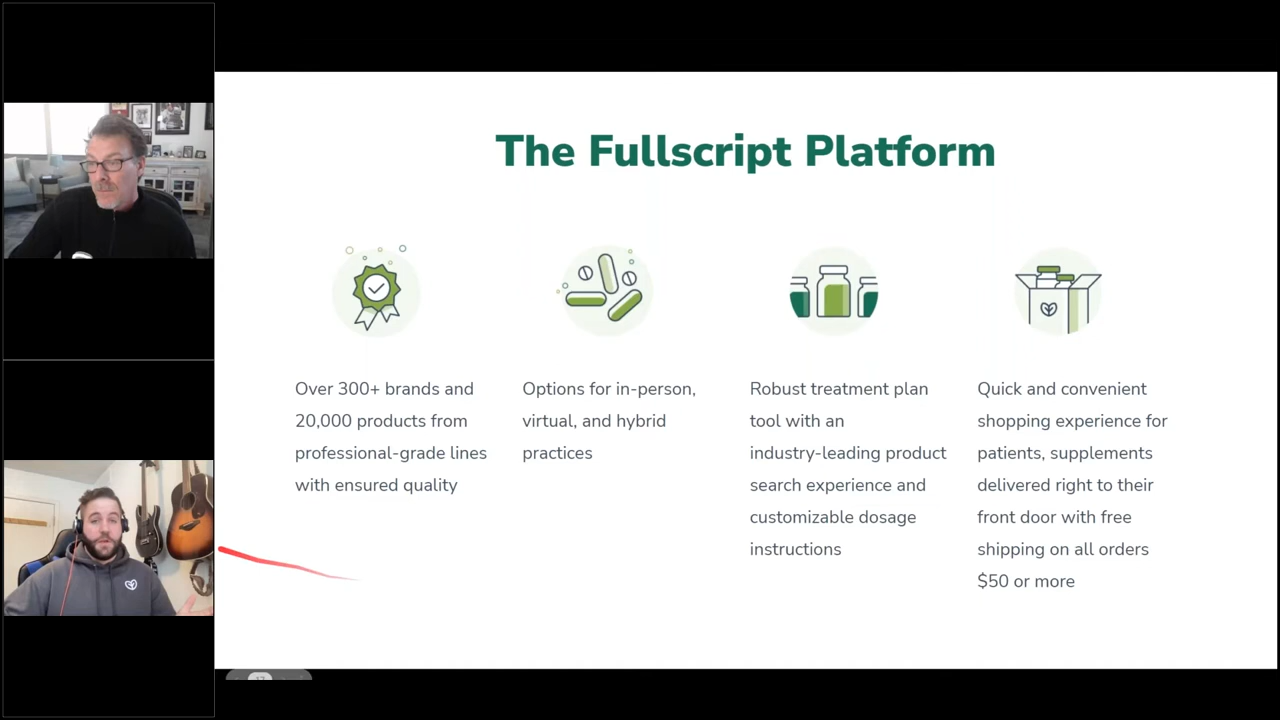 The Fullscript Platform
Over 300+ brands and
20,000 products from
professional-grade lines
with ensured quality
Options for in-person,
virtual, and hybrid
practices
Robust treatment plan
tool with an
industry-leading product
search experience and
customizable dosage
instructions
Quick and convenient
shopping experience for
patients, supplements
delivered right to their
front door with free
shipping on all orders
$50 or more